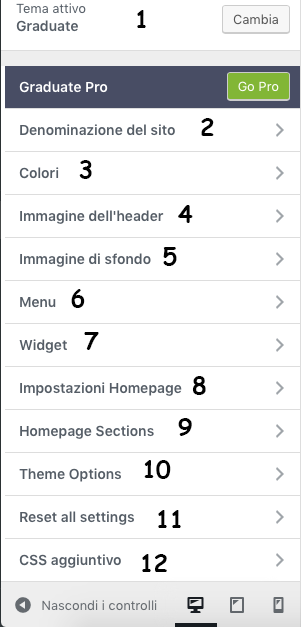 Tema attivo
Graduate 1 Cambia
Graduate Pro Go Pro
Denominazione del sito 2
Colori 3
Immagine dell'header 4
Immagine di sfondo 5
Menu 6
Widget 7
Impostazioni Homepage 8
Homepage Sections 9
Theme Options 10
Reset all settings 11
CSS aggiuntivo 12
Nascondi i controlli